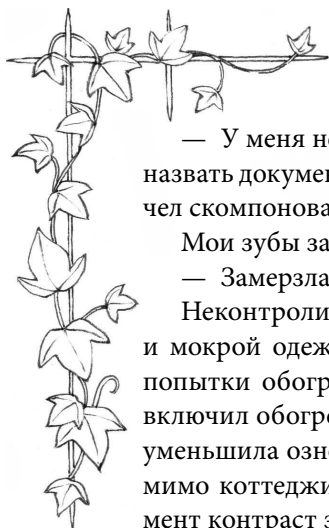 — У меня не
назвать докумен
чел скомпонова
Мои зубы за
— Замерзла
Неконтроли
и мокрой одеж
попытки обогр
включил обогре
уменьшила озно
мимо коттеджи
мент контраст з